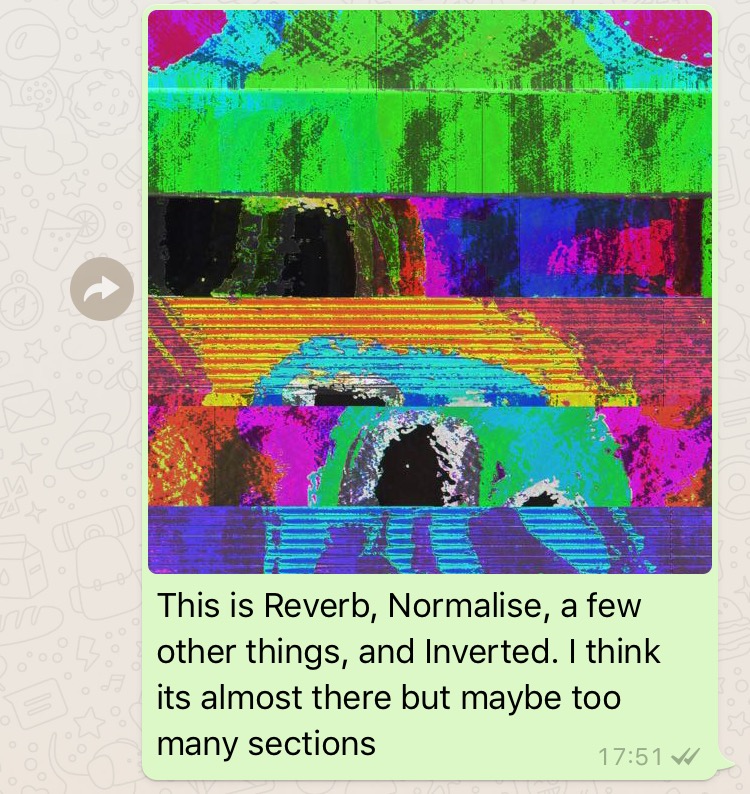 This is Reverb, Normalise, a few
other things, and Inverted. I think
its almost there but maybe too
many sections
17:51